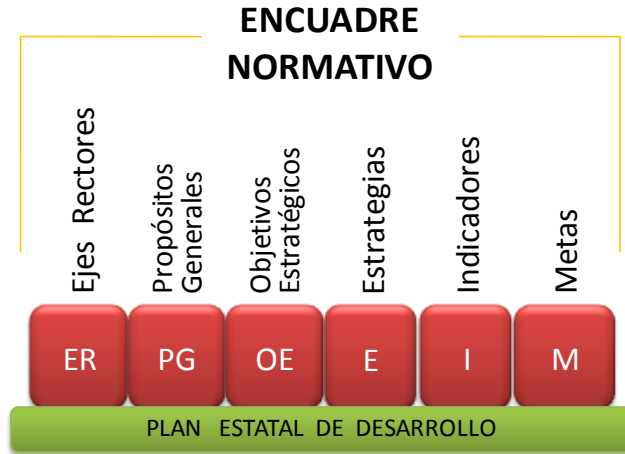 ENCUADRE
NORMATIVO
Ejes Rectores
Propósitos
Generales
Objetivos
Estratégicos
Estrategias
Indicadores
Metas
ER
PG
OE
E
I
M
PLAN ESTATAL DE DESARROLLO